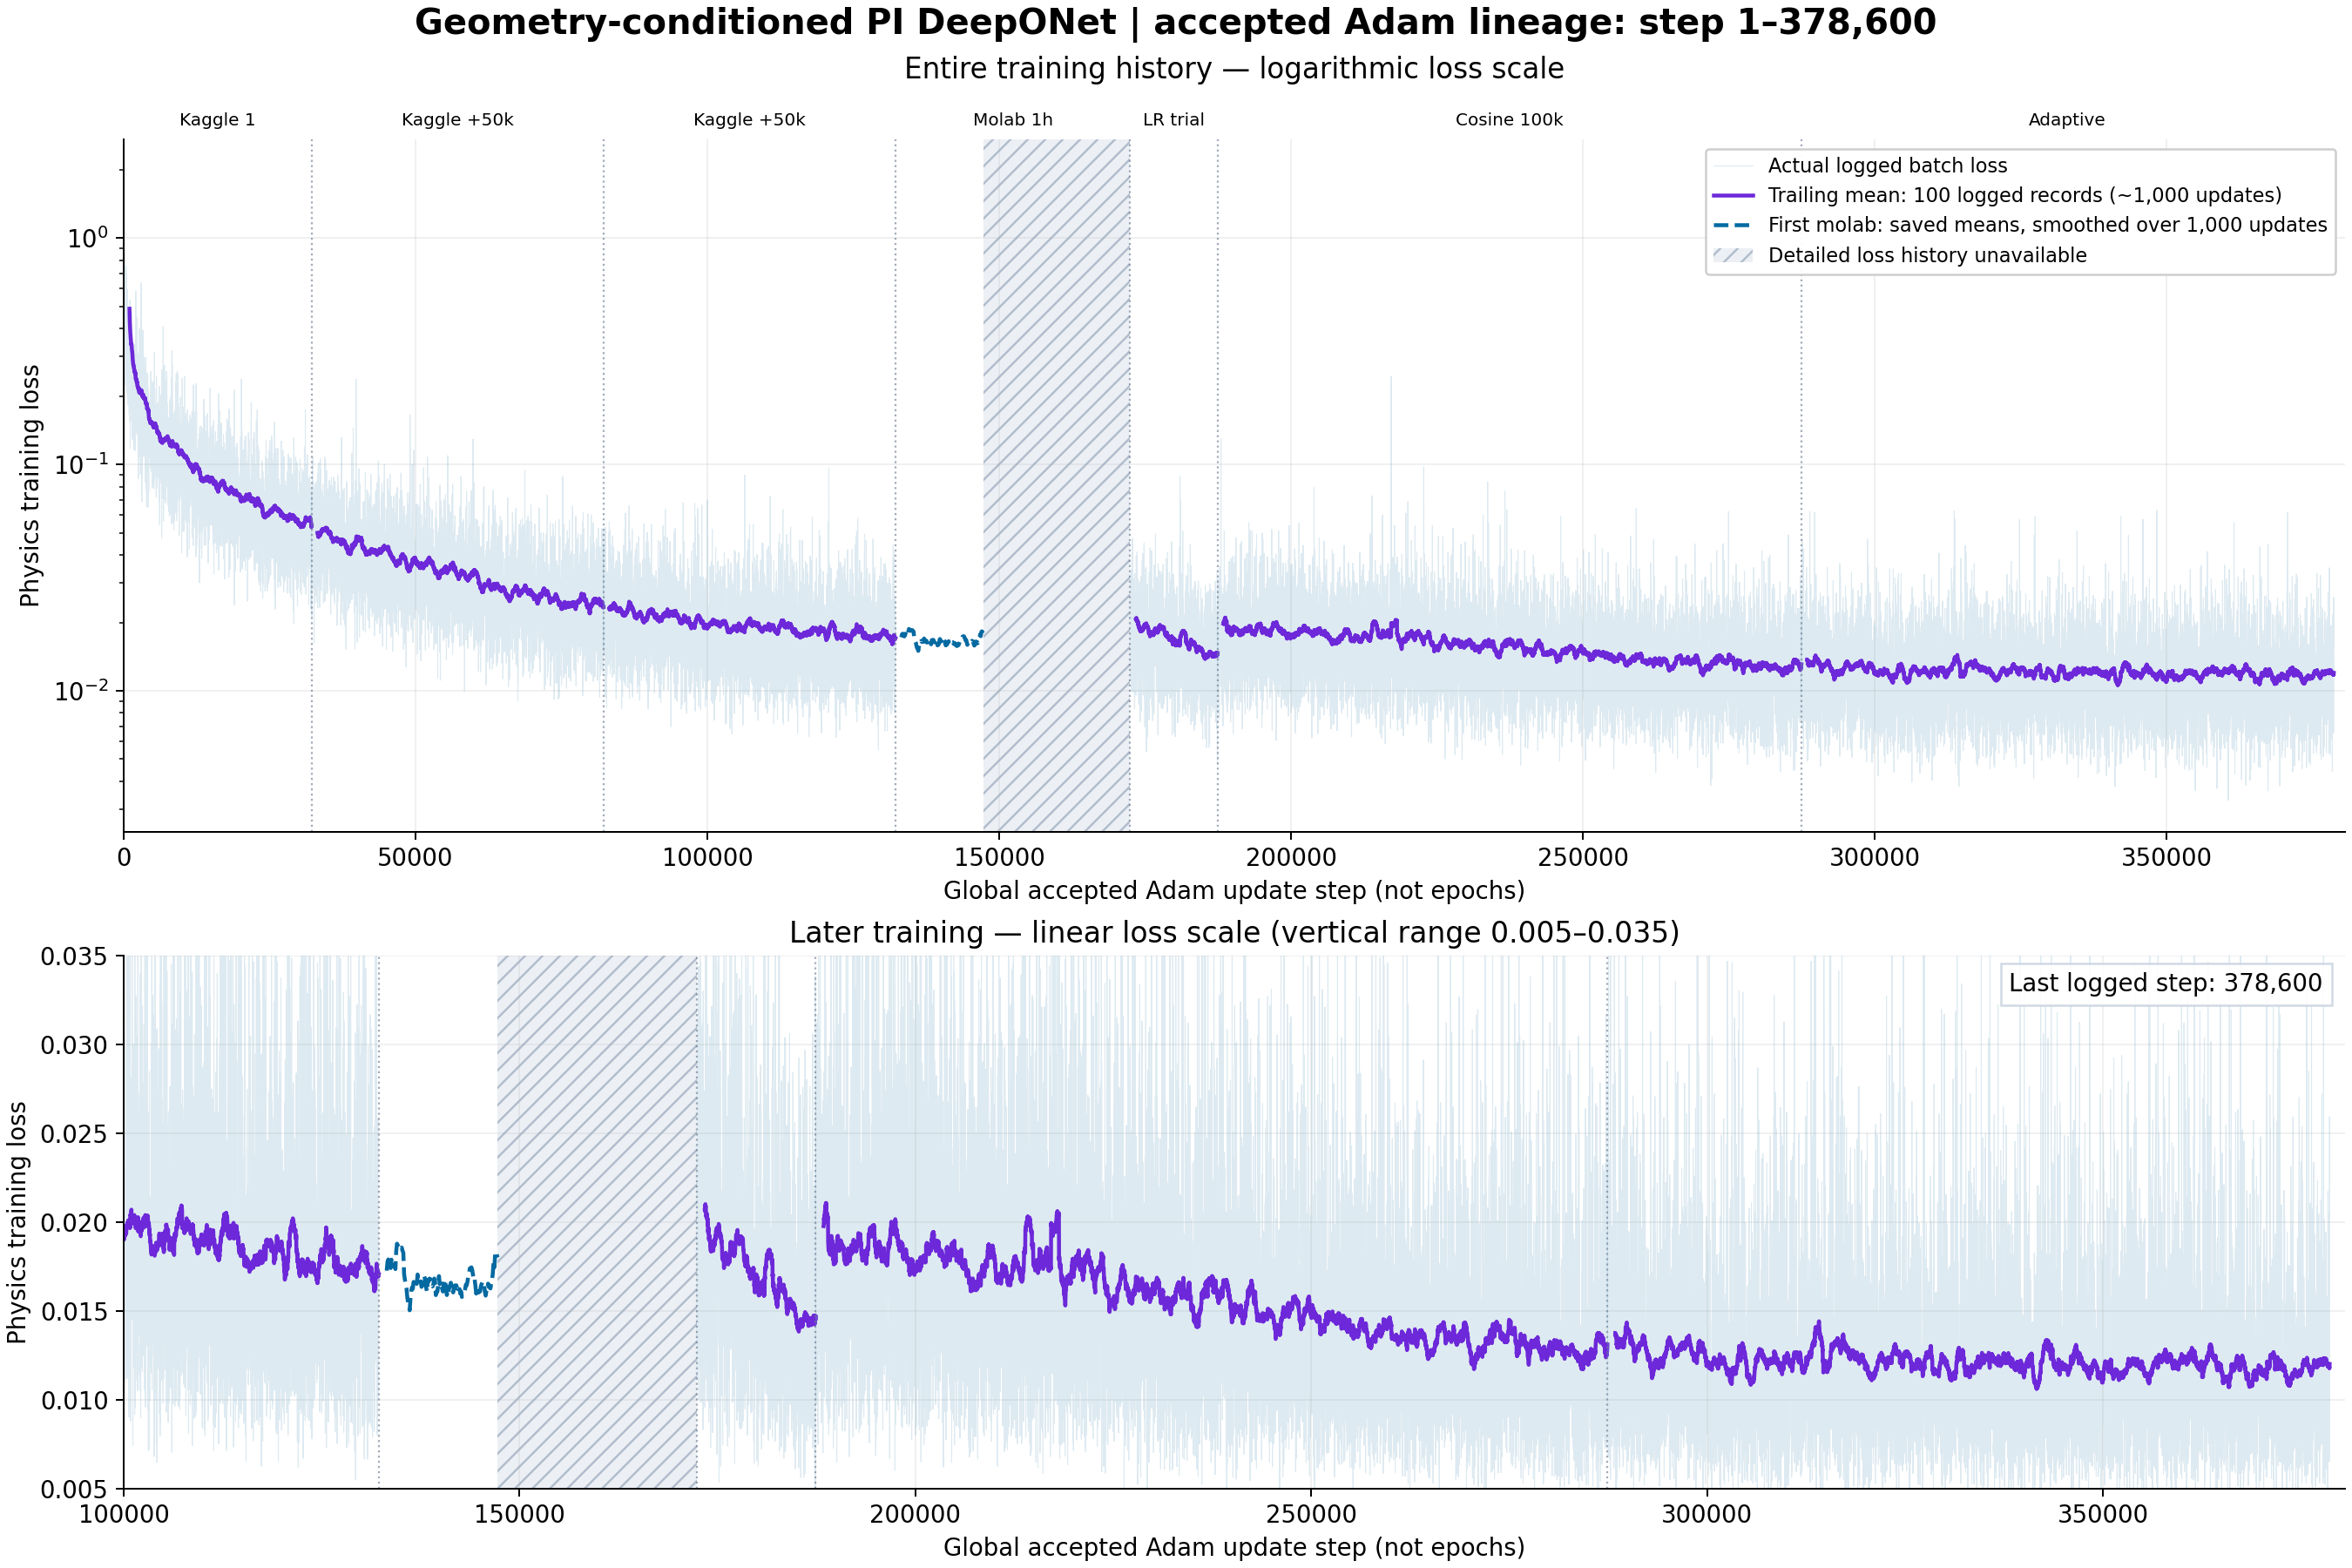 Geometry-conditioned PI DeepONet | accepted Adam lineage: step 1–378,600
Entire training history — logarithmic loss scale
Kaggle 1
Kaggle +50k
Kaggle +50k
Molab 1h
LR trial
Cosine 100k
Adaptive
Actual logged batch loss
Trailing mean: 100 logged records (~1,000 updates)
First molab: saved means, smoothed over 1,000 updates
Detailed loss history unavailable
Physics training loss
10⁰
10⁻¹
10⁻²
0
50000
100000
150000
200000
250000
300000
350000
Global accepted Adam update step (not epochs)
Later training — linear loss scale (vertical range 0.005–0.035)
Last logged step: 378,600
Physics training loss
0.035
0.030
0.025
0.020
0.015
0.010
0.005
100000
150000
200000
250000
300000
350000
Global accepted Adam update step (not epochs)